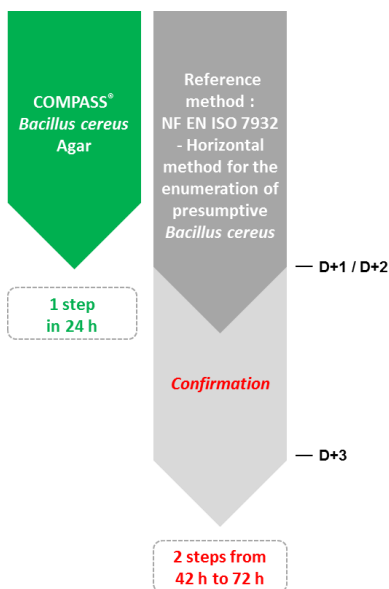 COMPASS®
Bacillus cereus
Agar
1 step
in 24 h
Reference
method :
NF EN ISO 7932
- Horizontal
method for the
enumeration of
presumptive
Bacillus cereus
D+1 / D+2
Confirmation
D+3
2 steps from
42 h to 72 h